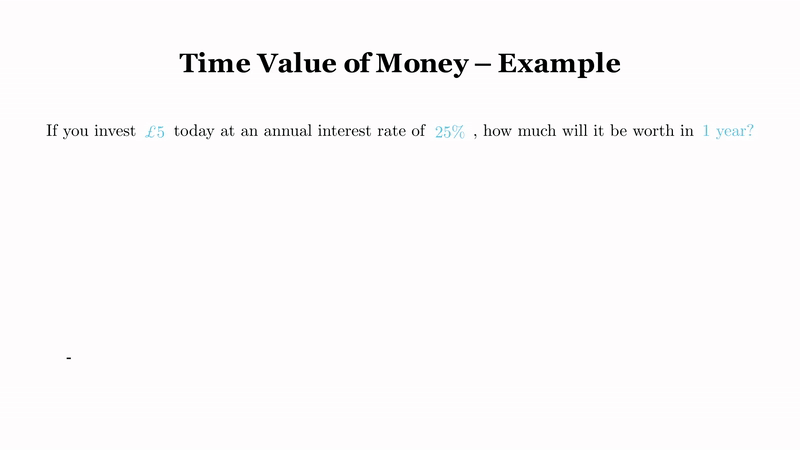 Time Value of Money – Example
If you invest £5 today at an annual interest rate of 25% , how much will it be worth in 1 year?
-